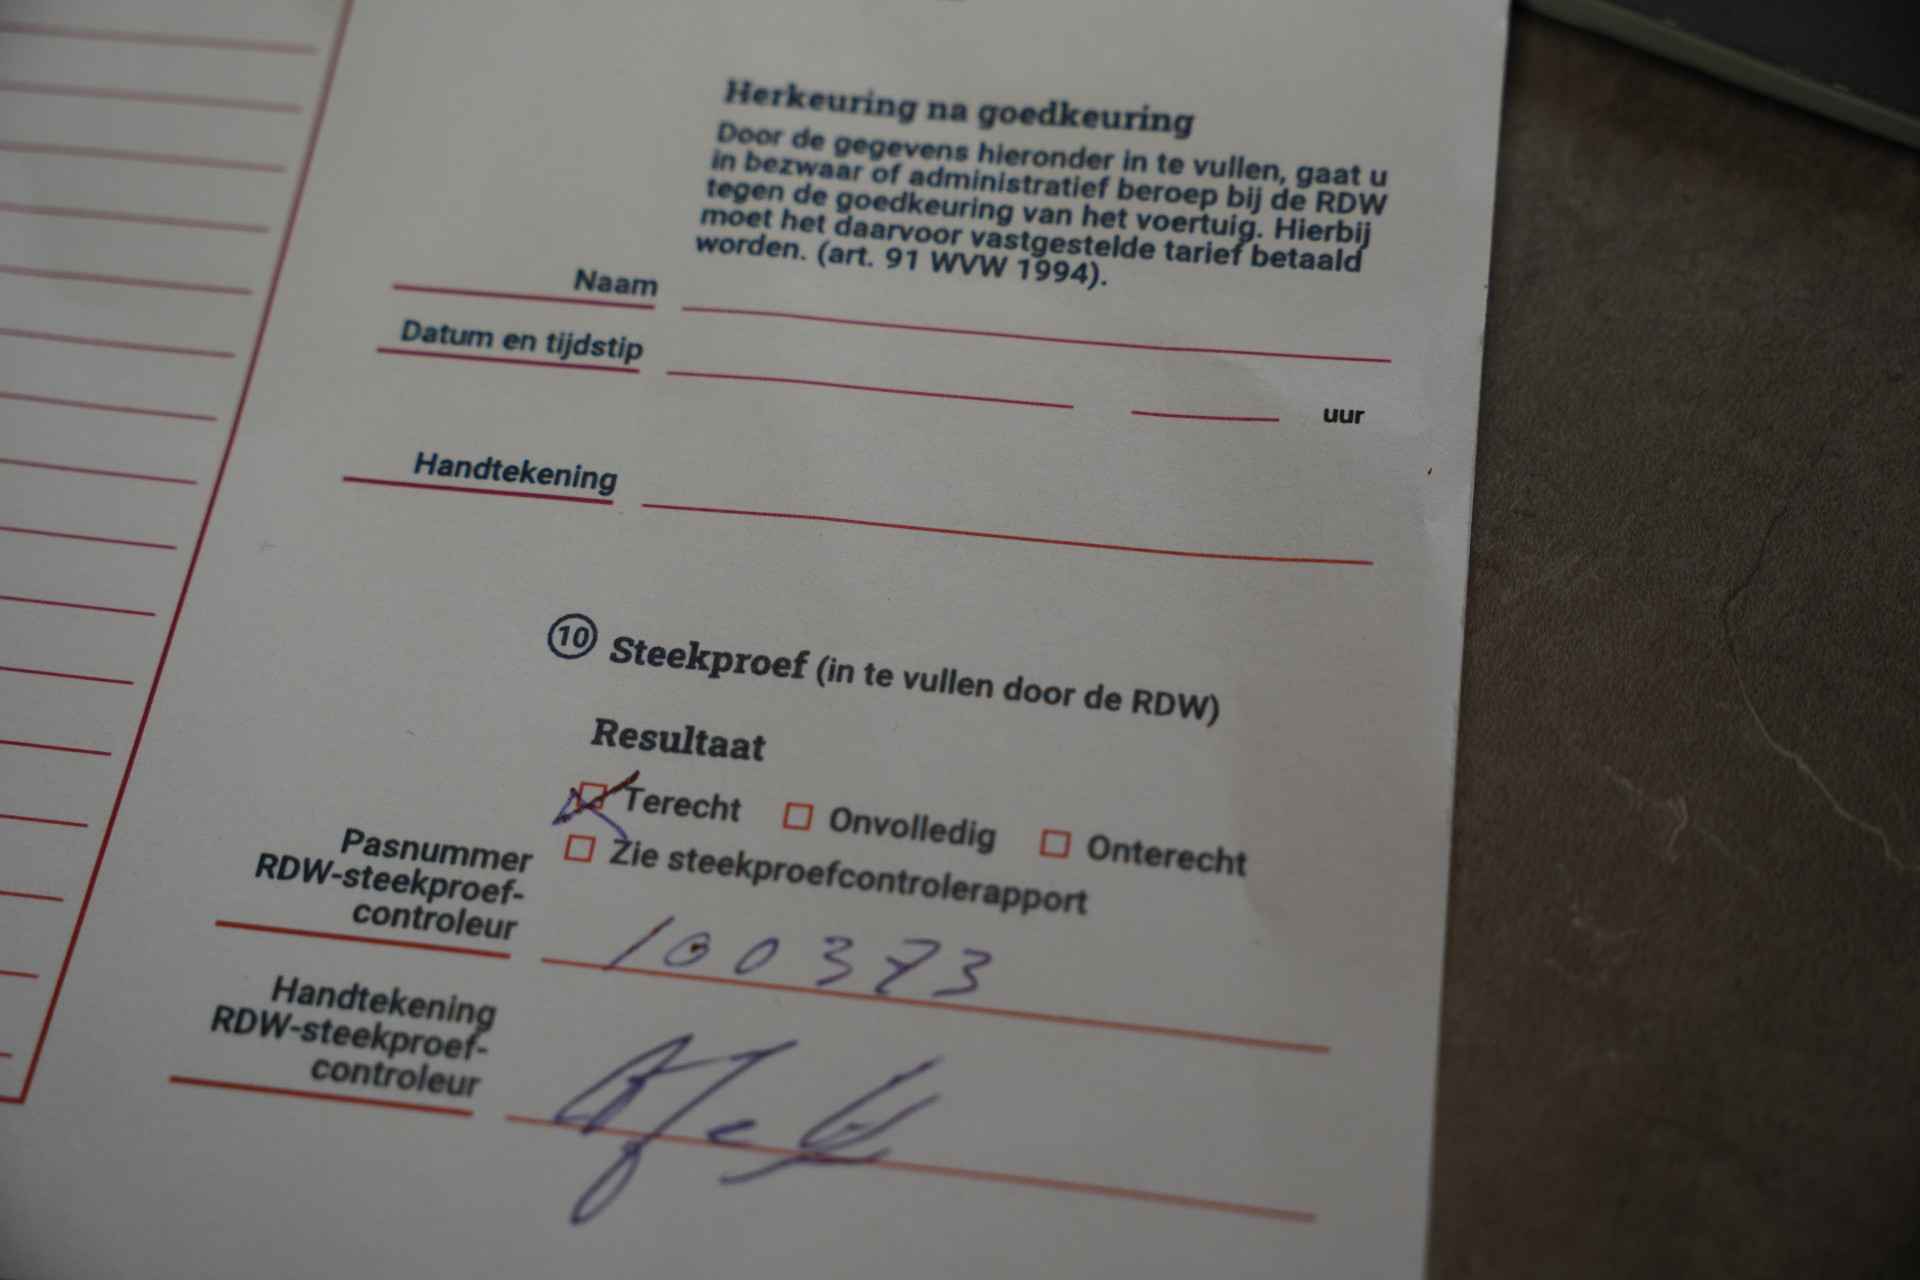 Herkeuring na goedkeuring
Door de gegevens hieronder in te vullen, gaat u
in bezwaar of administratief beroep bij de RDW
tegen de goedkeuring van het voertuig. Hierbij
moet het daarvoor vastgestelde tarief betaald
worden. (art. 91 WVW 1994).
Naam
Datum en tijdstip
uur
Handtekening
10 Steekproef (in te vullen door de RDW)
Resultaat
Terecht Onvolledig Onterecht
Zie steekproefcontrolerapport
Pasnummer
RDW-steekproef-
controleur
100373
Handtekening
RDW-steekproef-
controleur